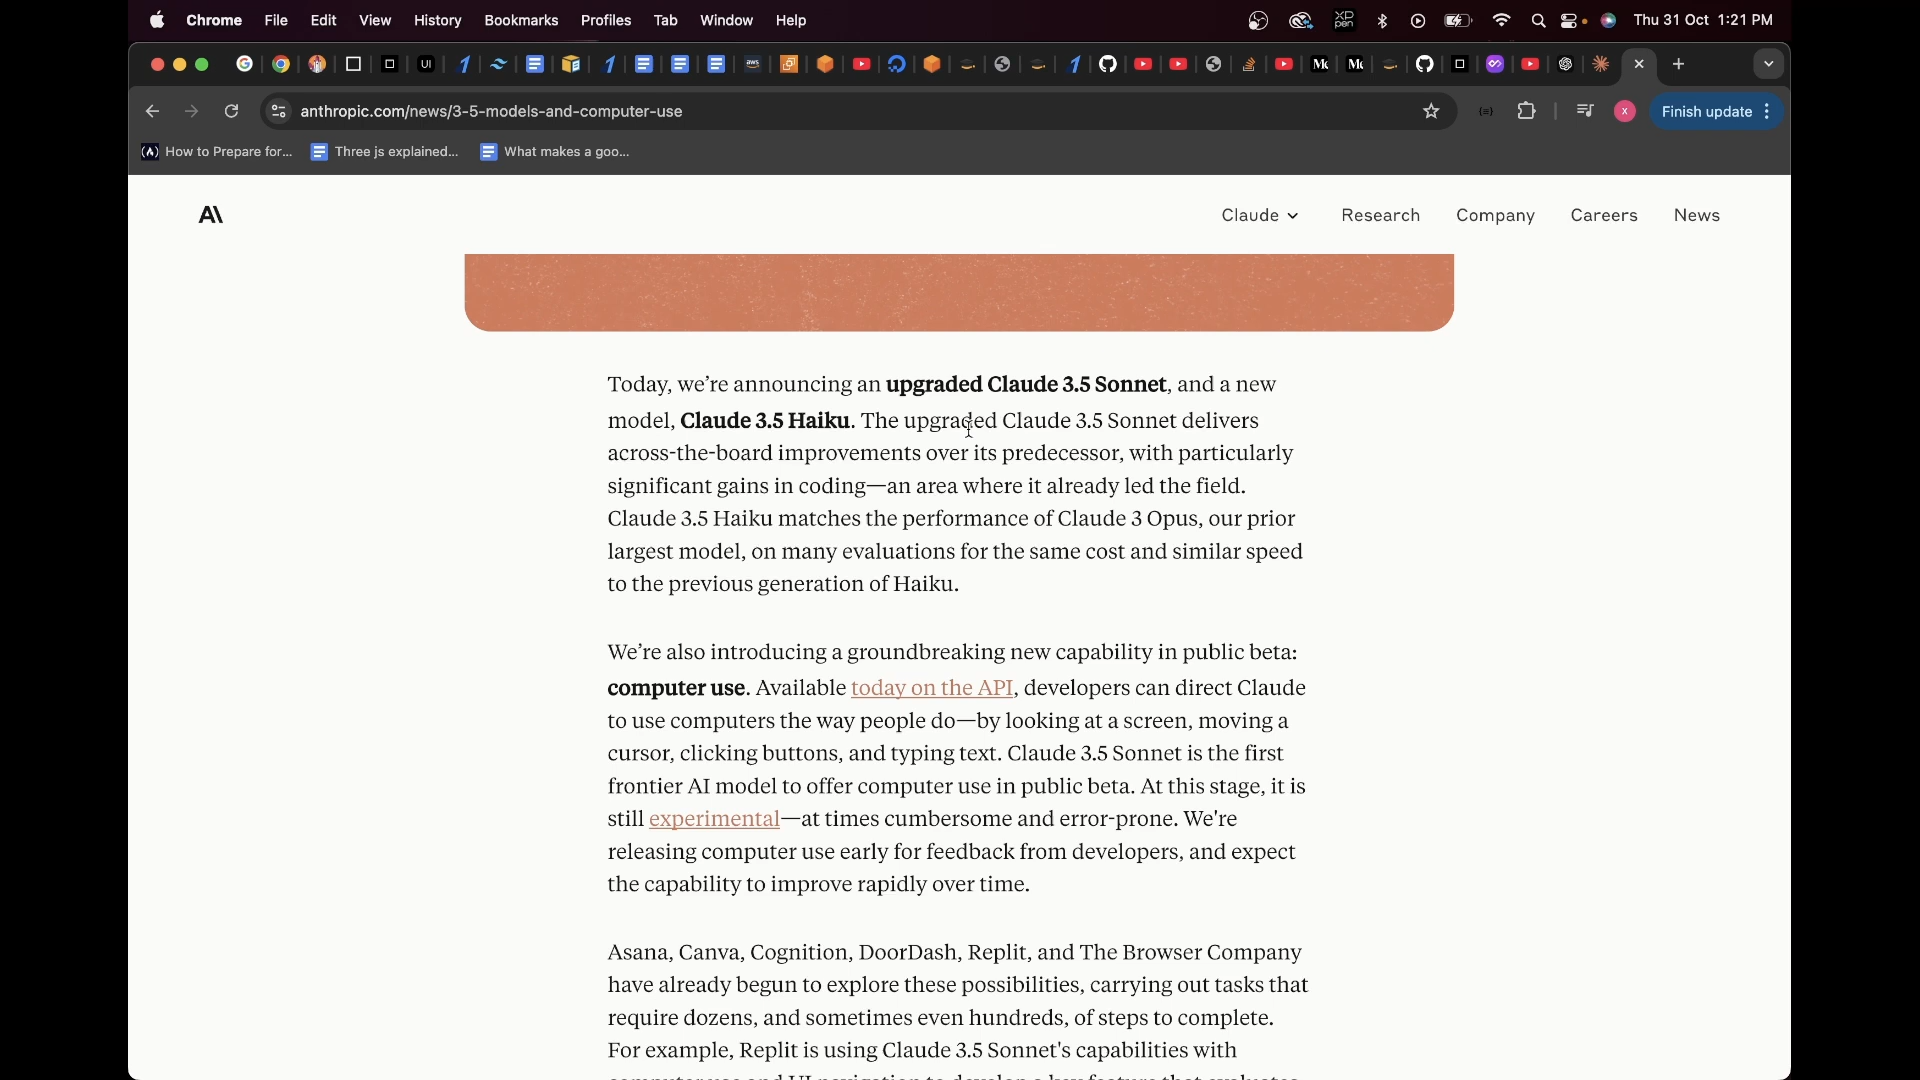 Chrome File Edit View History Bookmarks Profiles Tab Window Help XP pen Thu 31 Oct 1:21 PM
UI aws
anthropic.com/news/3-5-models-and-computer-use X Finish update
How to Prepare for... Three js explained... What makes a goo...
A\ Claude Research Company Careers News
Today, we’re announcing an upgraded Claude 3.5 Sonnet, and a new
model, Claude 3.5 Haiku. The upgraded Claude 3.5 Sonnet delivers
across-the-board improvements over its predecessor, with particularly
significant gains in coding—an area where it already led the field.
Claude 3.5 Haiku matches the performance of Claude 3 Opus, our prior
largest model, on many evaluations for the same cost and similar speed
to the previous generation of Haiku.
We’re also introducing a groundbreaking new capability in public beta:
computer use. Available today on the API, developers can direct Claude
to use computers the way people do—by looking at a screen, moving a
cursor, clicking buttons, and typing text. Claude 3.5 Sonnet is the first
frontier AI model to offer computer use in public beta. At this stage, it is
still experimental—at times cumbersome and error-prone. We're
releasing computer use early for feedback from developers, and expect
the capability to improve rapidly over time.
Asana, Canva, Cognition, DoorDash, Replit, and The Browser Company
have already begun to explore these possibilities, carrying out tasks that
require dozens, and sometimes even hundreds, of steps to complete.
For example, Replit is using Claude 3.5 Sonnet's capabilities with